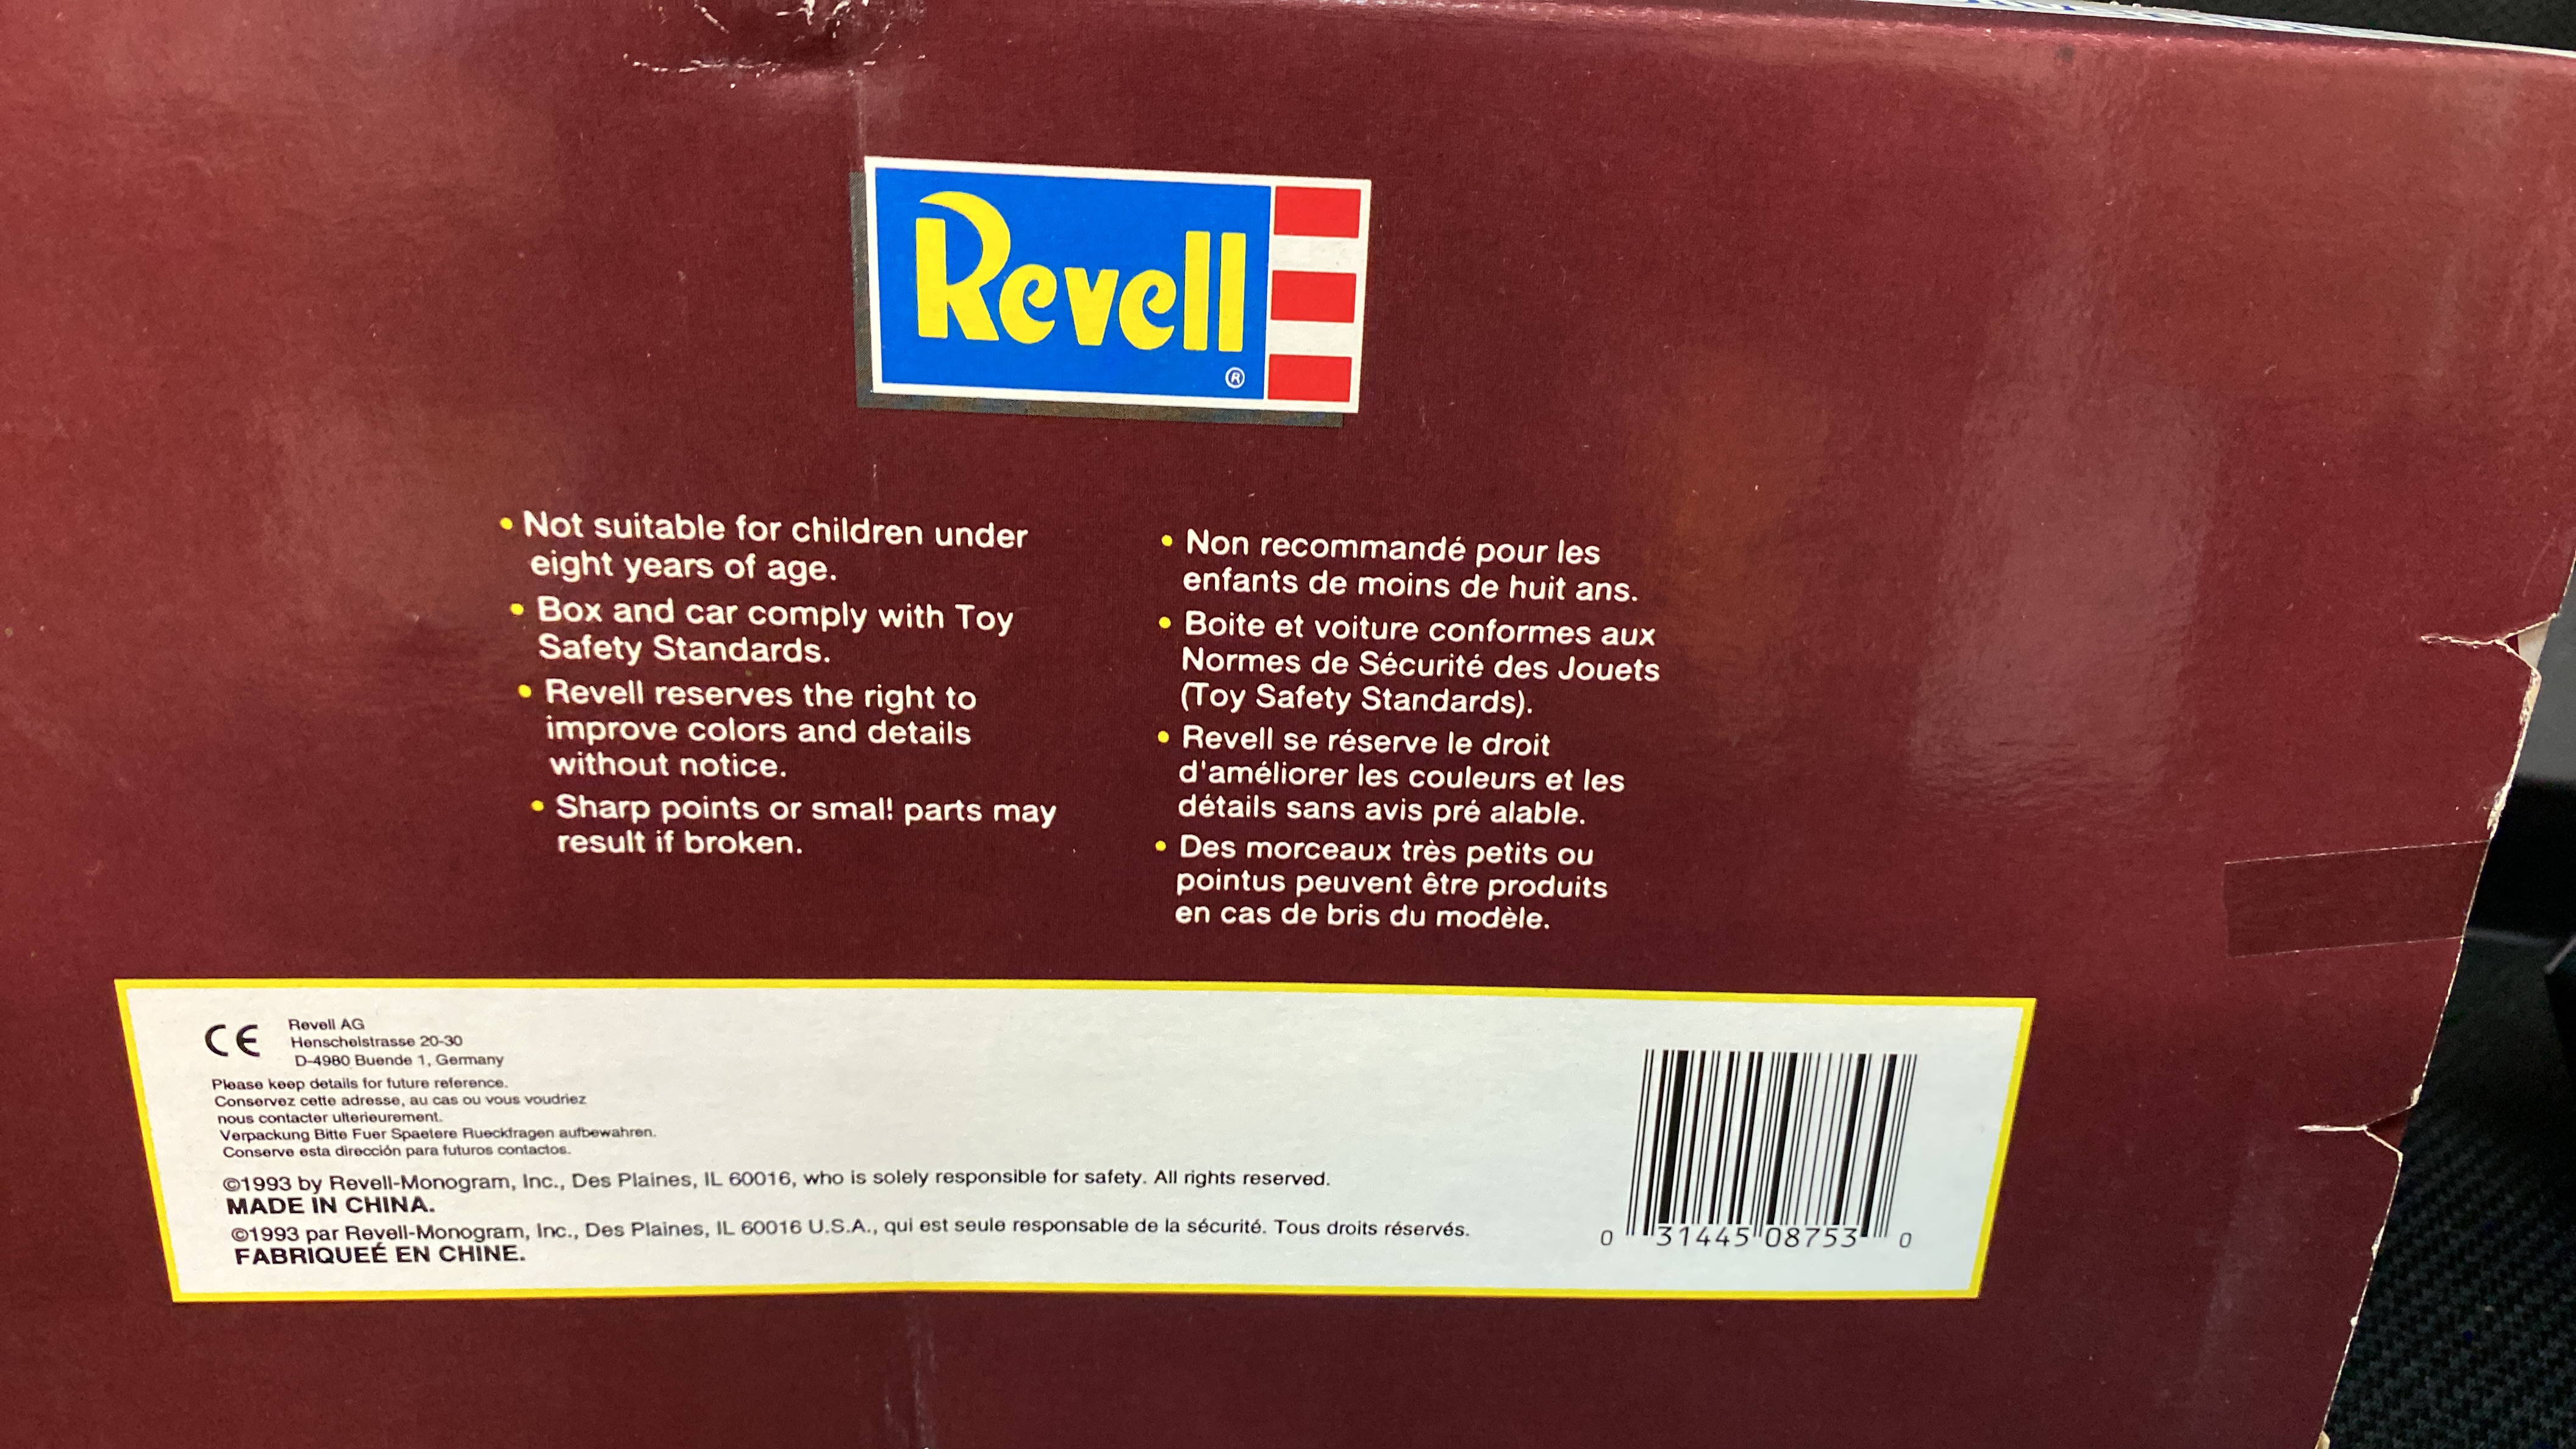 Revell
®
• Not suitable for children under
eight years of age.
• Box and car comply with Toy
Safety Standards.
• Revell reserves the right to
improve colors and details
without notice.
• Sharp points or smal! parts may
result if broken.
• Non recommandé pour les
enfants de moins de huit ans.
• Boite et voiture conformes aux
Normes de Sécurité des Jouets
(Toy Safety Standards).
• Revell se réserve le droit
d'améliorer les couleurs et les
détails sans avis pré alable.
• Des morceaux très petits ou
pointus peuvent être produits
en cas de bris du modèle.
CE
Revell AG
Henschelstrasse 20-30
D-4980 Buende 1, Germany
Please keep details for future reference.
Conservez cette adresse, au cas ou vous voudriez
nous contacter ulterieurement.
Verpackung Bitte Fuer Spaetere Rueckfragen aufbewahren.
Conserve esta dirección para futuros contactos.
©1993 by Revell-Monogram, Inc., Des Plaines, IL 60016, who is solely responsible for safety. All rights reserved.
MADE IN CHINA.
©1993 par Revell-Monogram, Inc., Des Plaines, IL 60016 U.S.A., qui est seule responsable de la sécurité. Tous droits réservés.
FABRIQUEÉ EN CHINE.
0 31445 08753 0